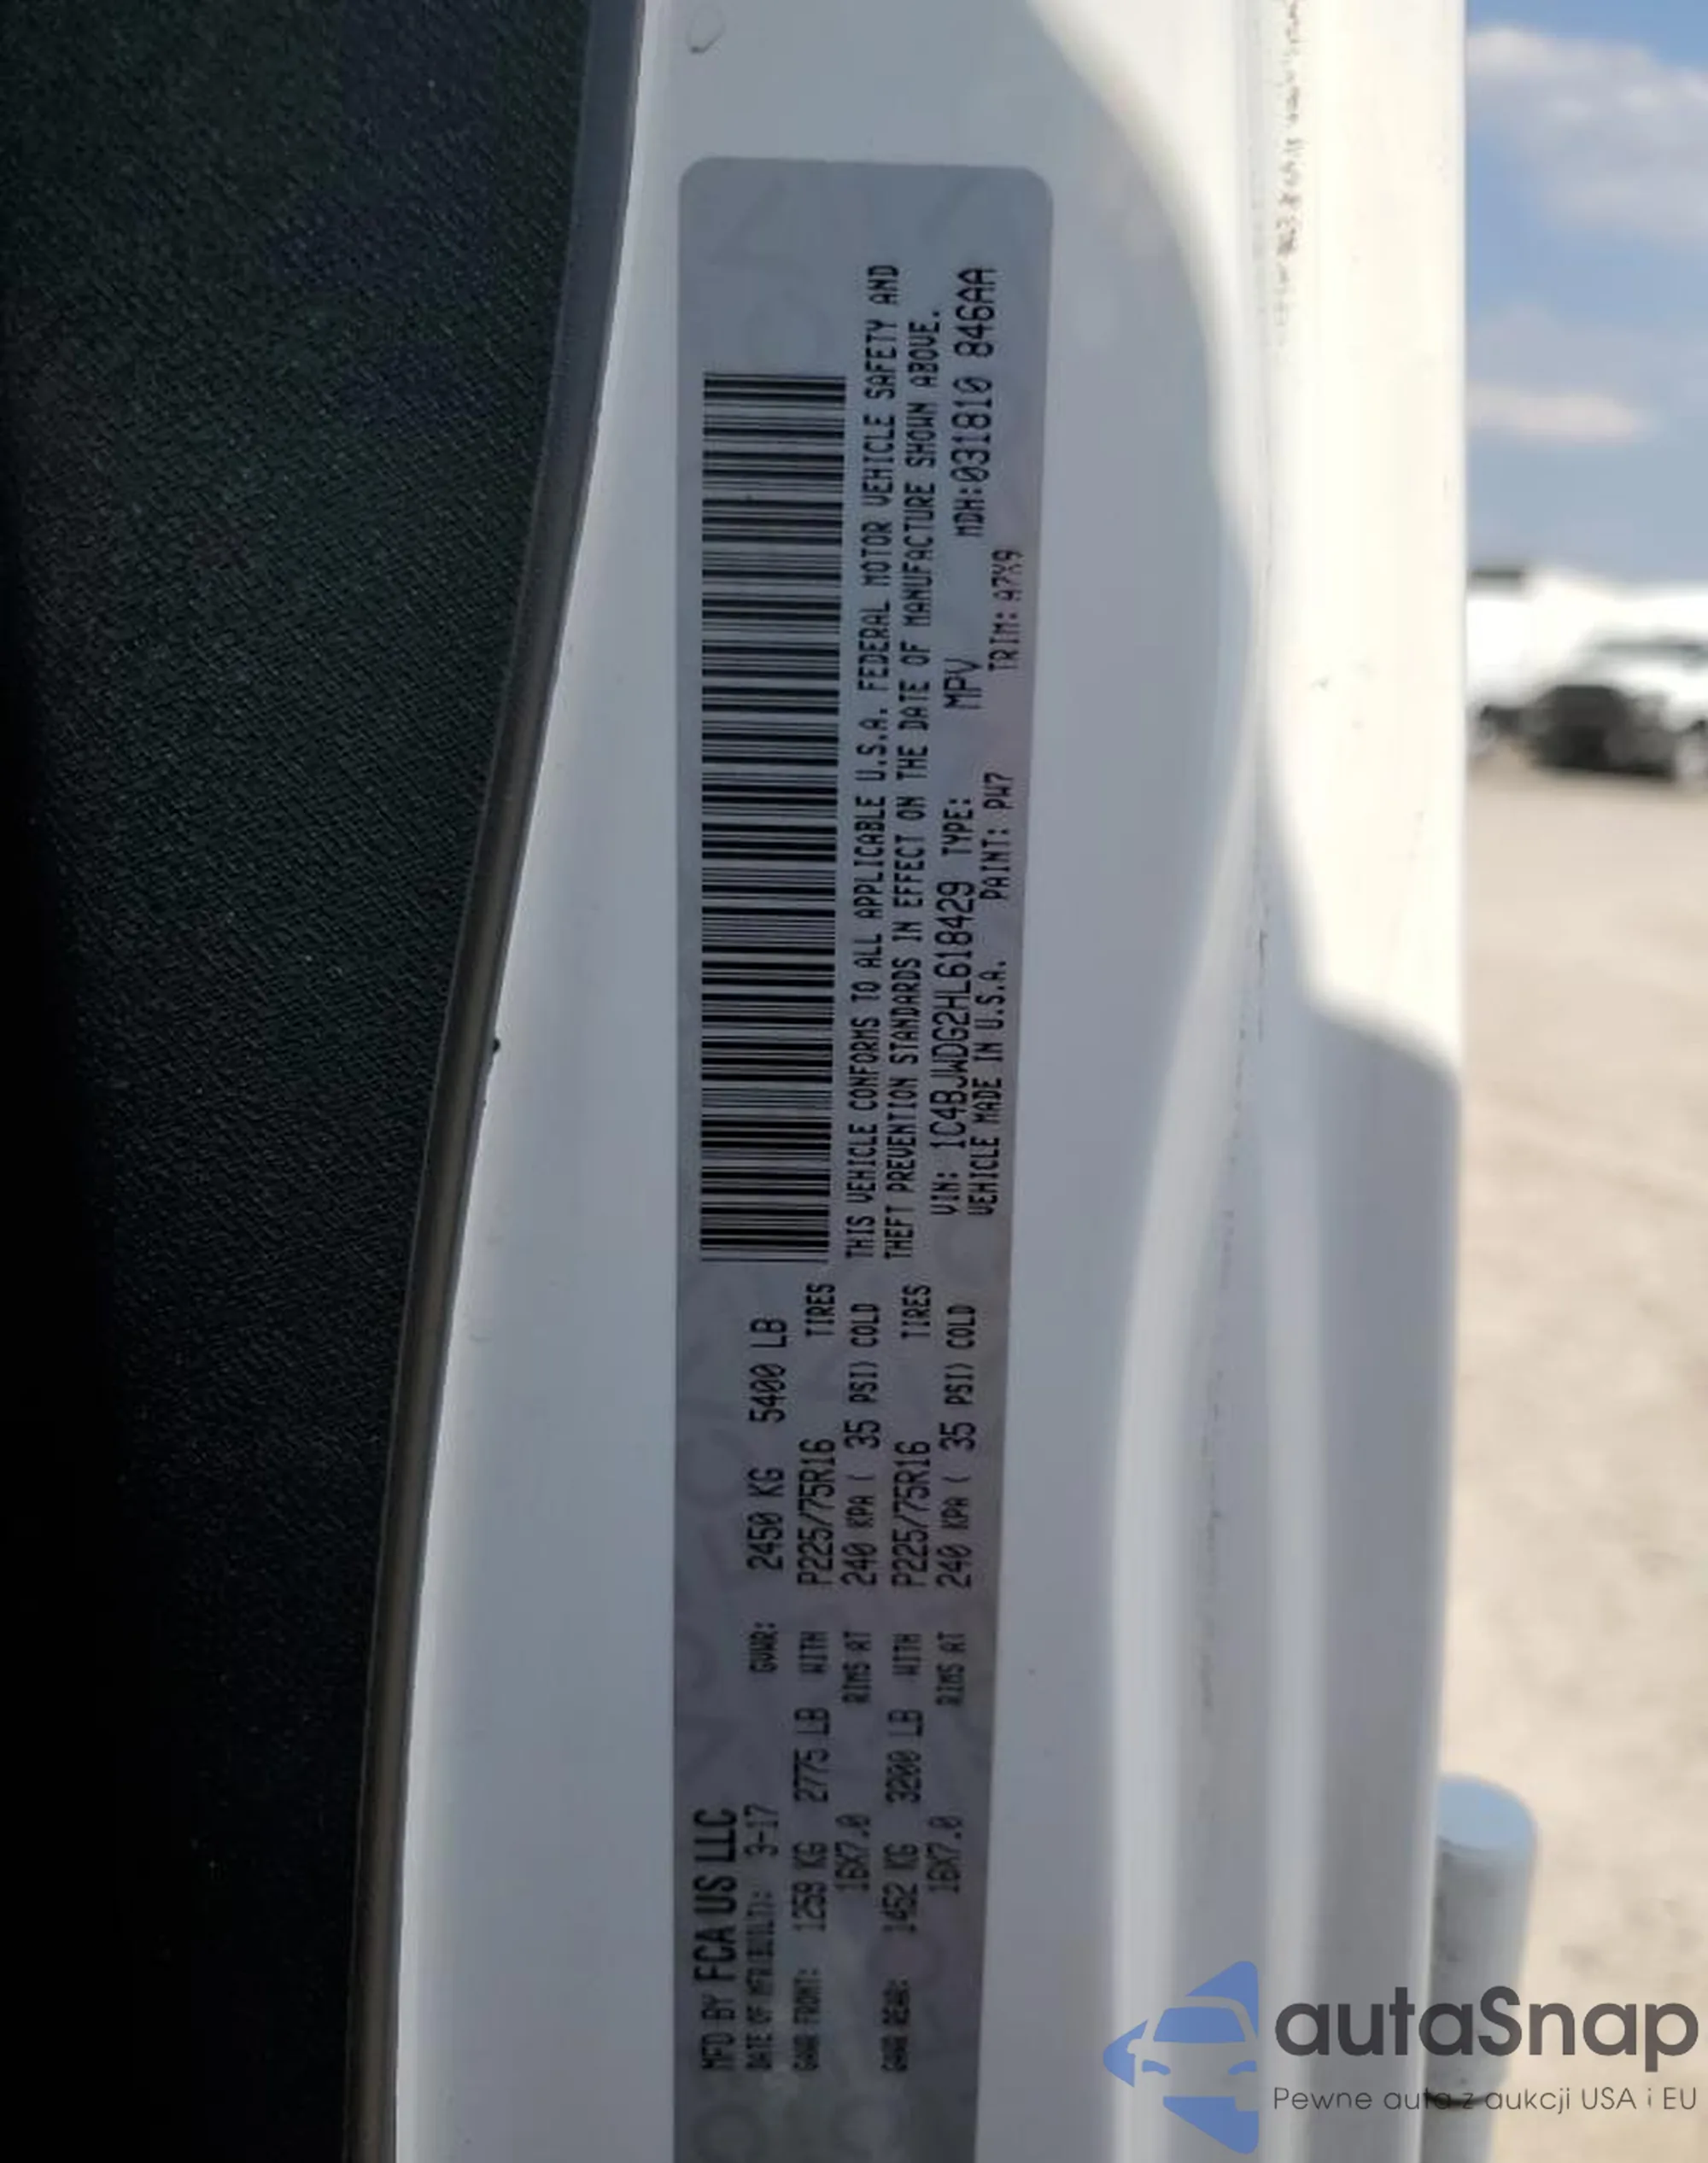 MFD BY FCA US LLC
DATE OF MFR(BUILT): 3-17 GVWR: 2450 KG 5400 LB
GAWR FRONT: 1259 KG 2775 LB WITH P225/75R16 TIRES
16X7.0 RIMS AT 240 KPA ( 35 PSI) COLD
GAWR REAR: 1452 KG 3200 LB WITH P225/75R16 TIRES
16X7.0 RIMS AT 240 KPA ( 35 PSI) COLD
THIS VEHICLE CONFORMS TO ALL APPLICABLE U.S.A. FEDERAL MOTOR VEHICLE SAFETY AND
THEFT PREVENTION STANDARDS IN EFFECT ON THE DATE OF MANUFACTURE SHOWN ABOVE.
VIN: 1C4BJWDG2HL618429 TYPE: MPV MDH:031810 846AA
VEHICLE MADE IN U.S.A. PAINT: PW7 TRIM: A7X9
autaSnap
Pewne auta z aukcji USA i EU